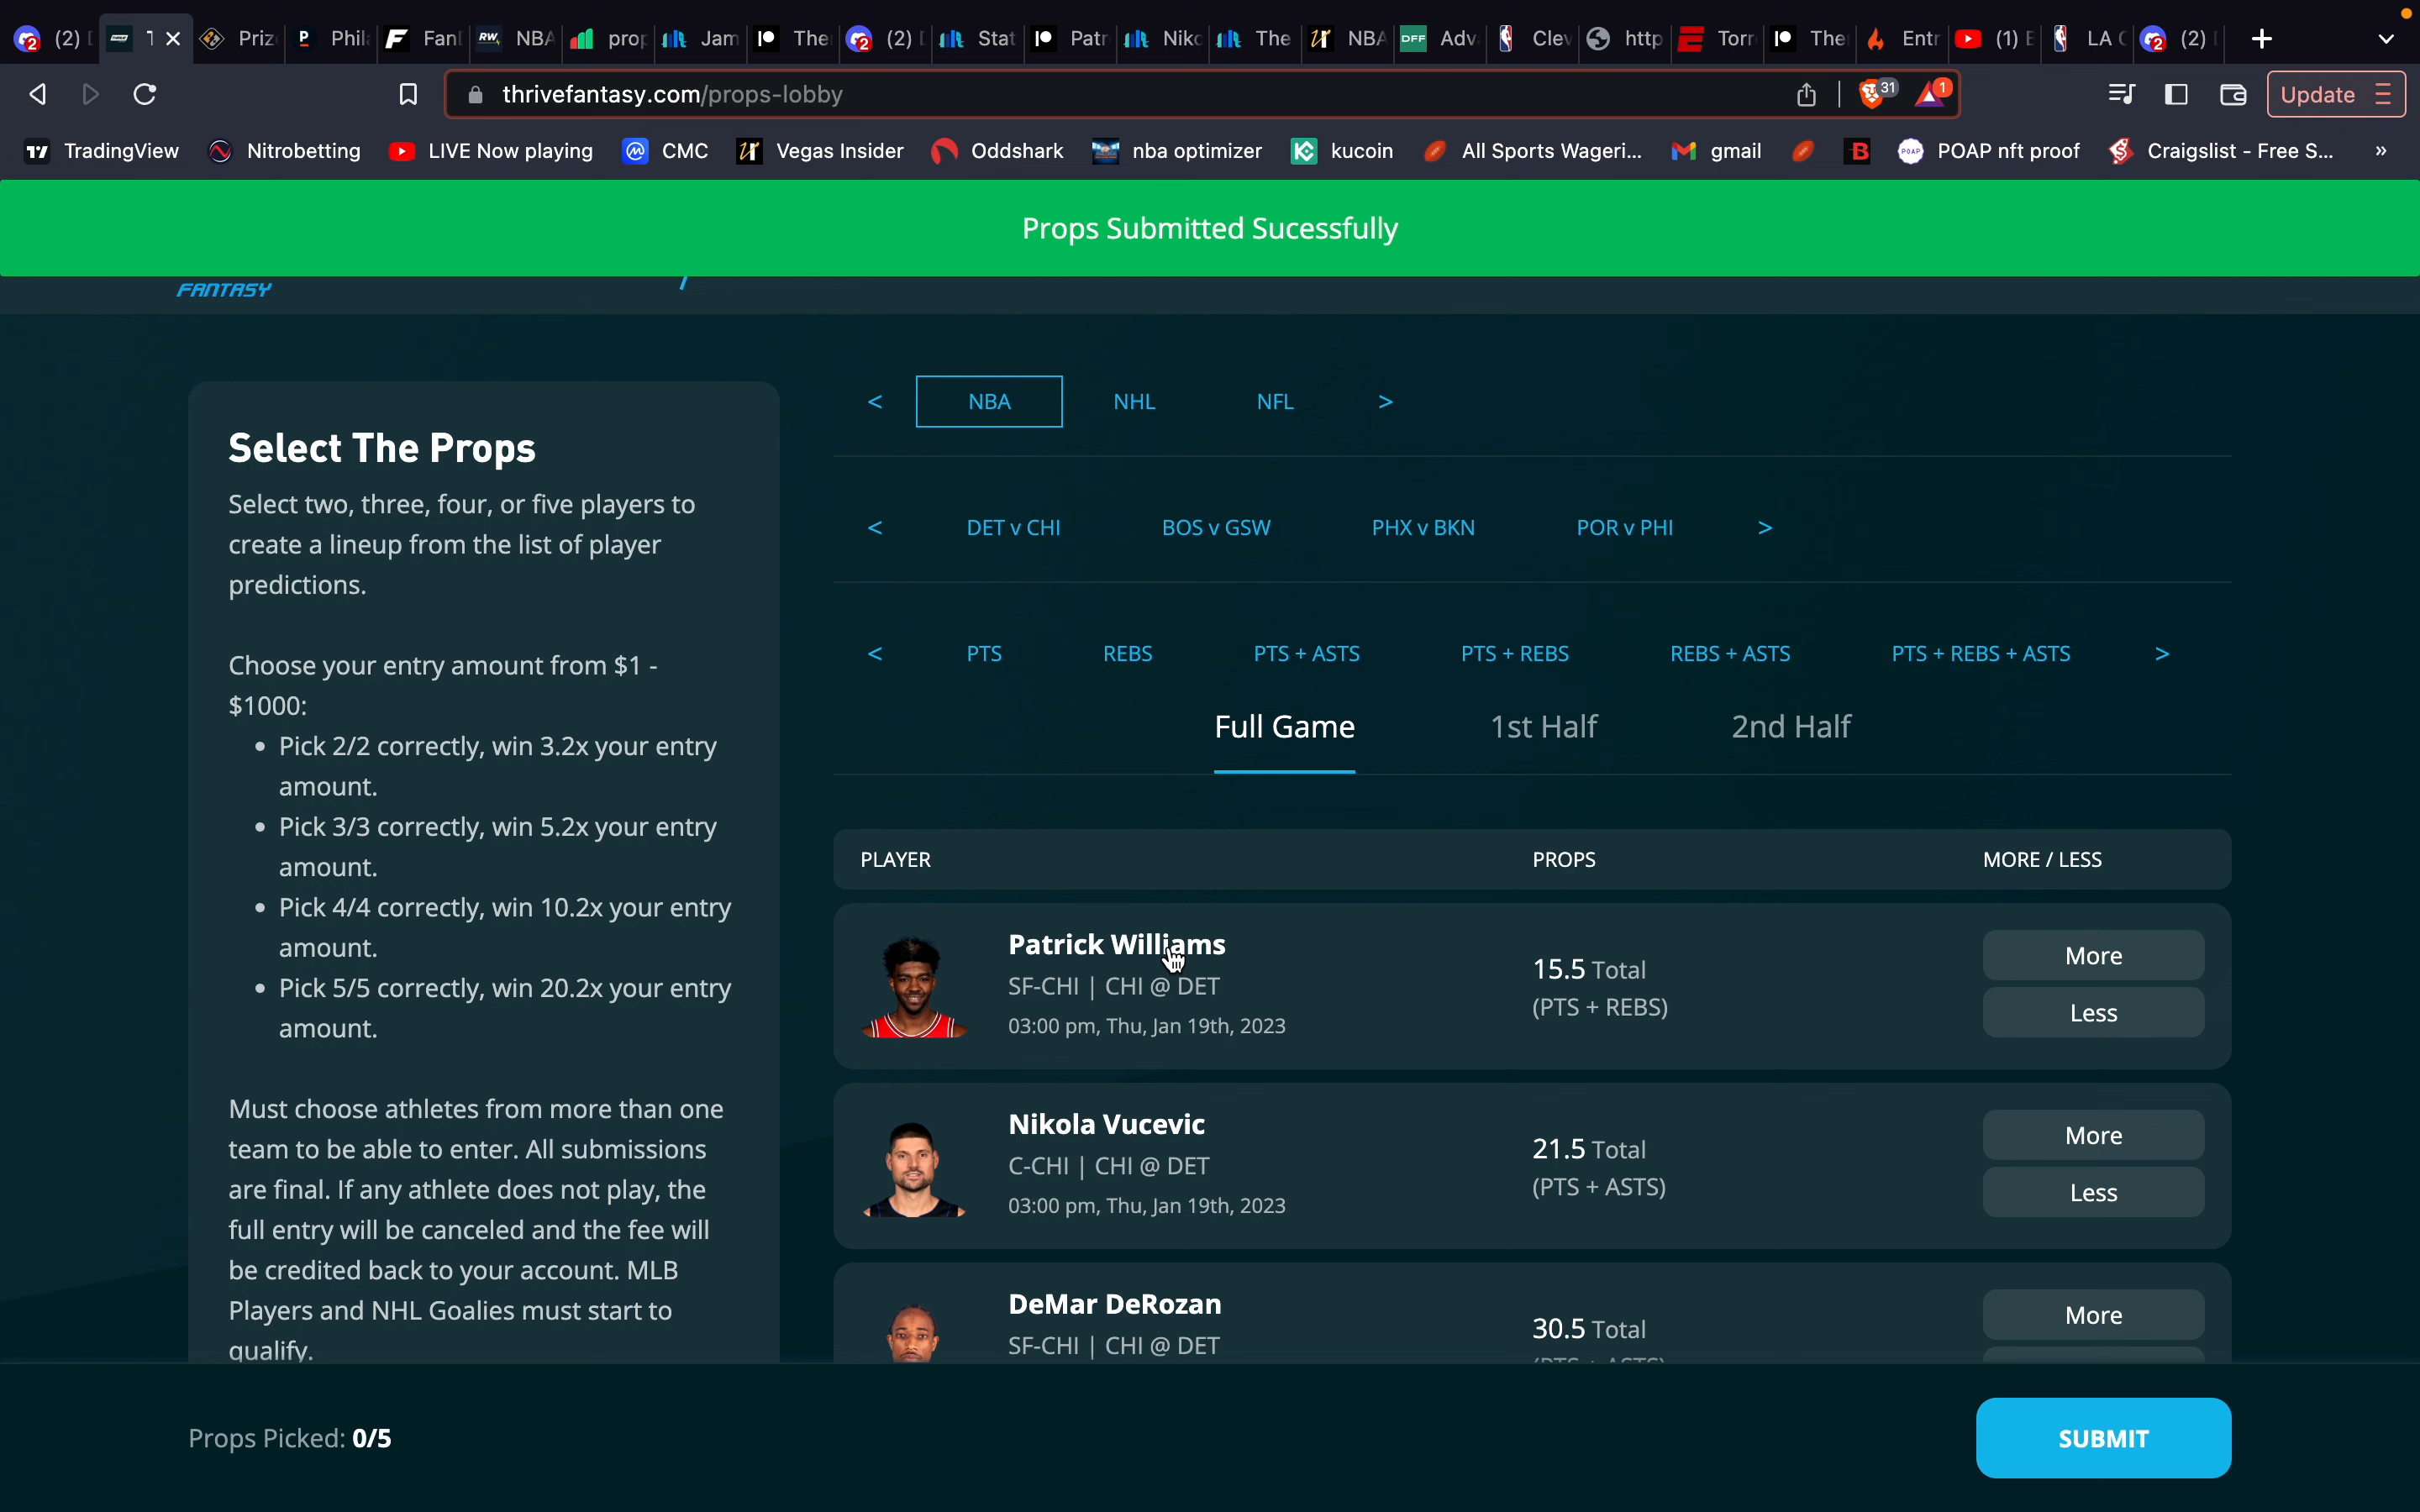 (2) Prize Phil Fan NBA prop Jam The (2) Stat Patr Niko The NBA Adv Clev http Torr The Entr (1) E LA C (2)
thrivefantasy.com/props-lobby 31 1 Update
TradingView Nitrobetting LIVE Now playing CMC Vegas Insider Oddshark nba optimizer kucoin All Sports Wageri... gmail POAP nft proof Craigslist - Free S... »
Props Submitted Sucessfully
FANTASY
< NBA NHL NFL >
< DET v CHI BOS v GSW PHX v BKN POR v PHI >
< PTS REBS PTS + ASTS PTS + REBS REBS + ASTS PTS + REBS + ASTS >
Full Game 1st Half 2nd Half
Select The Props
Select two, three, four, or five players to
create a lineup from the list of player
predictions.
Choose your entry amount from $1 -
$1000:
• Pick 2/2 correctly, win 3.2x your entry
amount.
• Pick 3/3 correctly, win 5.2x your entry
amount.
• Pick 4/4 correctly, win 10.2x your entry
amount.
• Pick 5/5 correctly, win 20.2x your entry
amount.
Must choose athletes from more than one
team to be able to enter. All submissions
are final. If any athlete does not play, the
full entry will be canceled and the fee will
be credited back to your account. MLB
Players and NHL Goalies must start to
qualify.
PLAYER PROPS MORE / LESS
Patrick Williams
SF-CHI | CHI @ DET
03:00 pm, Thu, Jan 19th, 2023
15.5 Total
(PTS + REBS)
More
Less
Nikola Vucevic
C-CHI | CHI @ DET
03:00 pm, Thu, Jan 19th, 2023
21.5 Total
(PTS + ASTS)
More
Less
DeMar DeRozan
SF-CHI | CHI @ DET
30.5 Total
(PTS + ASTS)
More
Props Picked: 0/5
SUBMIT